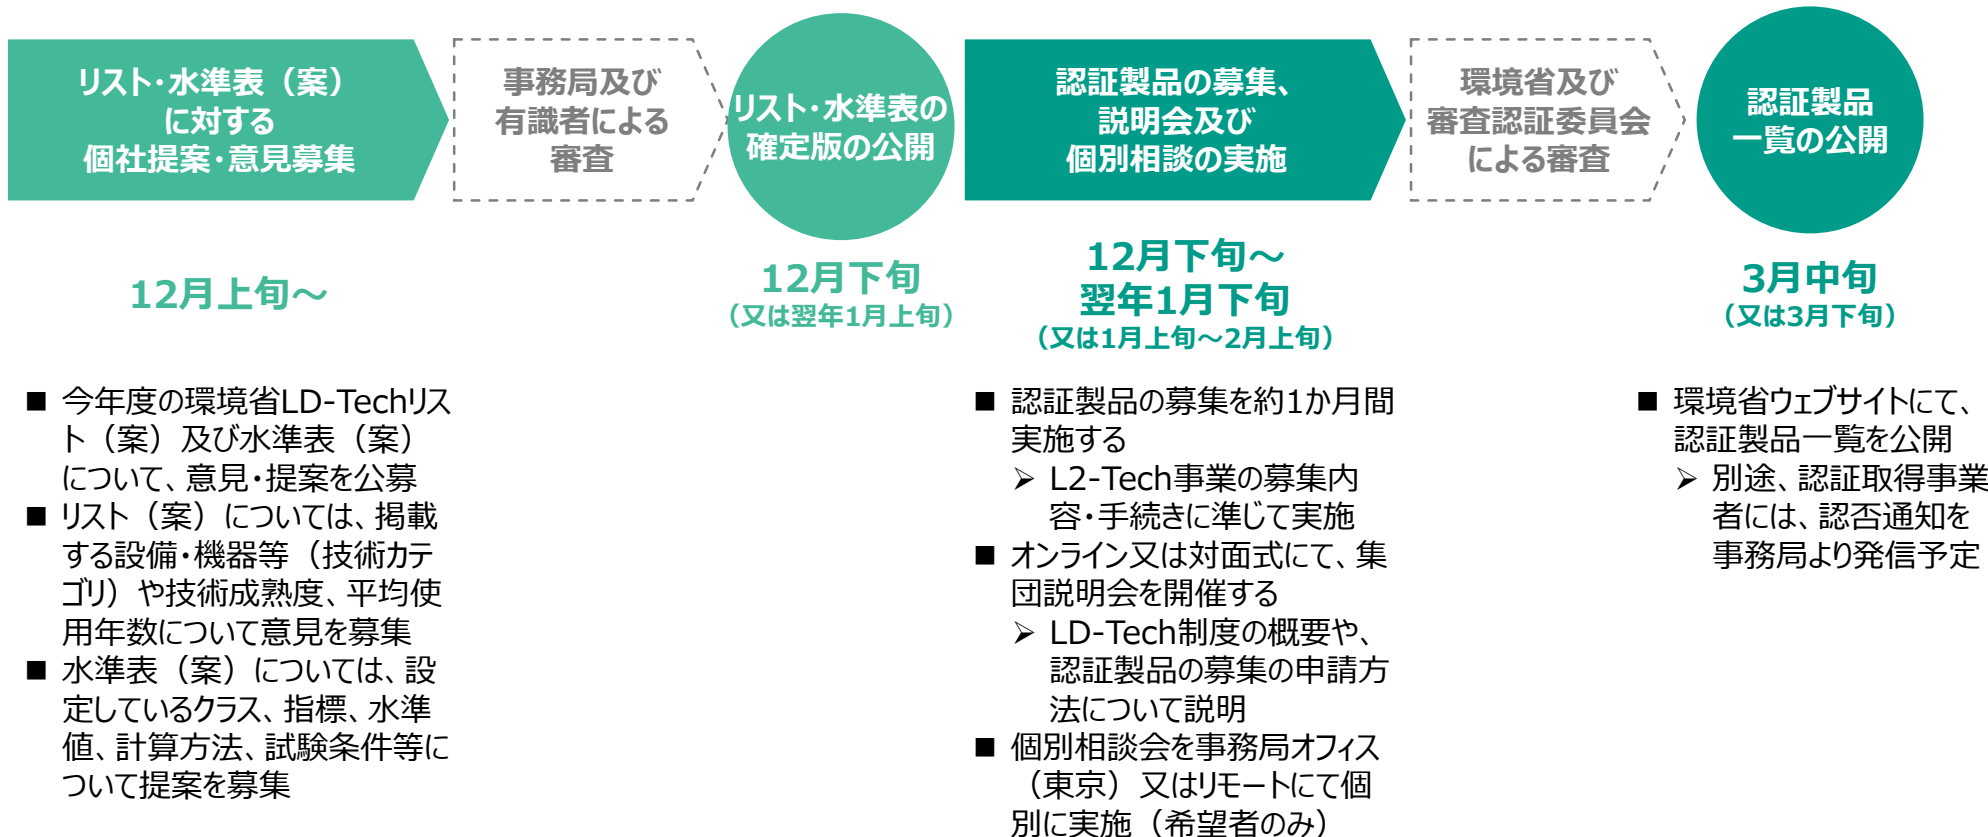 リスト・水準表（案）
に対する
個社提案・意見募集
事務局及び
有識者による
審査
リスト・水準表の
確定版の公開
認証製品の募集、
説明会及び
個別相談の実施
環境省及び
審査認証委員会
による審査
認証製品
一覧の公開
12月上旬～
12月下旬
（又は翌年1月上旬）
12月下旬～
翌年1月下旬
（又は1月上旬～2月上旬）
3月中旬
（又は3月下旬）
■ 今年度の環境省LD-Techリス
ト（案）及び水準表（案）
について、意見・提案を公募
■ リスト（案）については、掲載
する設備・機器等（技術カテ
ゴリ）や技術成熟度、平均使
用年数について意見を募集
■ 水準表（案）については、設
定しているクラス、指標、水準
値、計算方法、試験条件等に
ついて提案を募集
■ 認証製品の募集を約1か月間
実施する
➢ L2-Tech事業の募集内
容・手続きに準じて実施
■ オンライン又は対面式にて、集
団説明会を開催する
➢ LD-Tech制度の概要や、
認証製品の募集の申請方
法について説明
■ 個別相談会を事務局オフィス
（東京）又はリモートにて個
別に実施（希望者のみ）
■ 環境省ウェブサイトにて、
認証製品一覧を公開
➢ 別途、認証取得事業
者には、認否通知を
事務局より発信予定